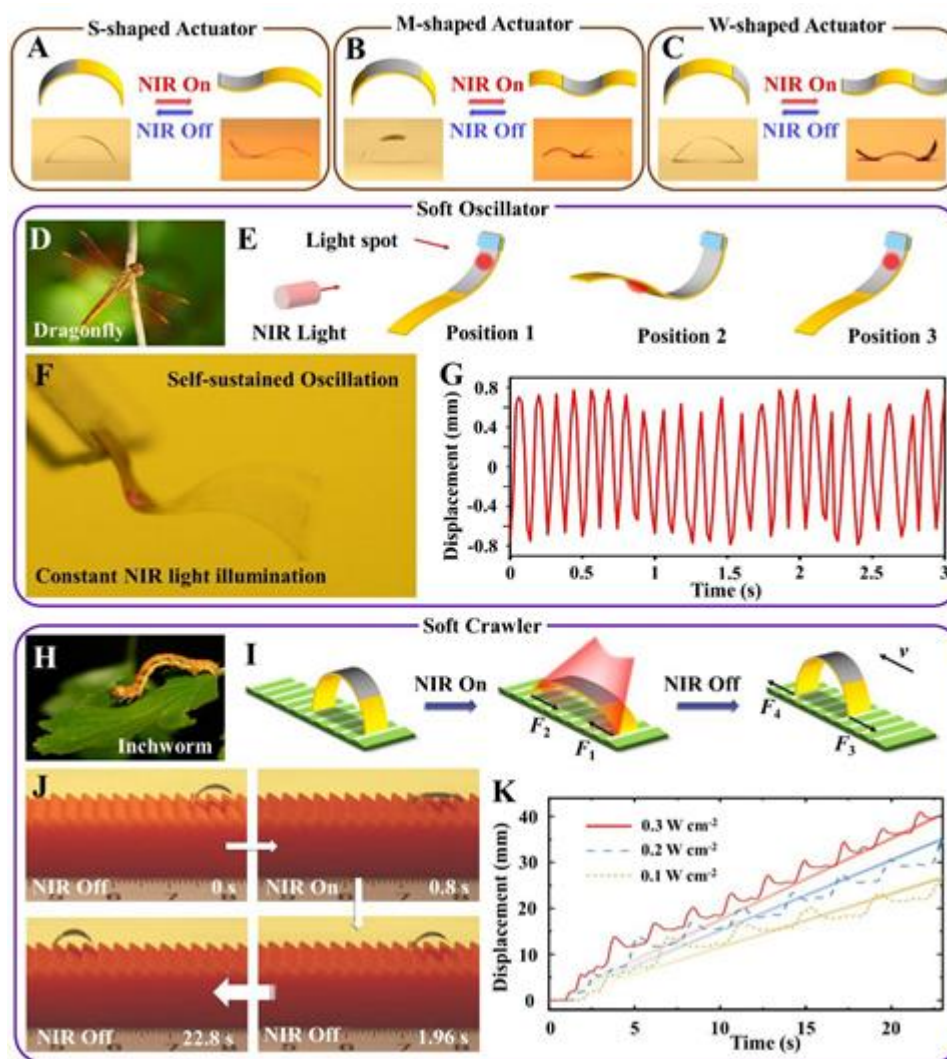 S-shaped Actuator
A
NIR On
NIR Off
M-shaped Actuator
B
NIR On
NIR Off
W-shaped Actuator
C
NIR On
NIR Off
Soft Oscillator
D
Dragonfly
E
Light spot
NIR Light
Position 1
Position 2
Position 3
F
Self-sustained Oscillation
Constant NIR light illumination
G
Displacement (mm)
0.8
0.4
0
-0.4
-0.8
0
0.5
1
1.5
2
2.5
3
Time (s)
Soft Crawler
H
Inchworm
I
NIR On
F2
F1
NIR Off
v
F4
F3
J
NIR Off
0 s
NIR On
0.8 s
NIR Off
22.8 s
NIR Off
1.96 s
K
Displacement (mm)
40
30
20
10
0
0.3 W cm-2
0.2 W cm-2
0.1 W cm-2
0
5
10
15
20
Time (s)